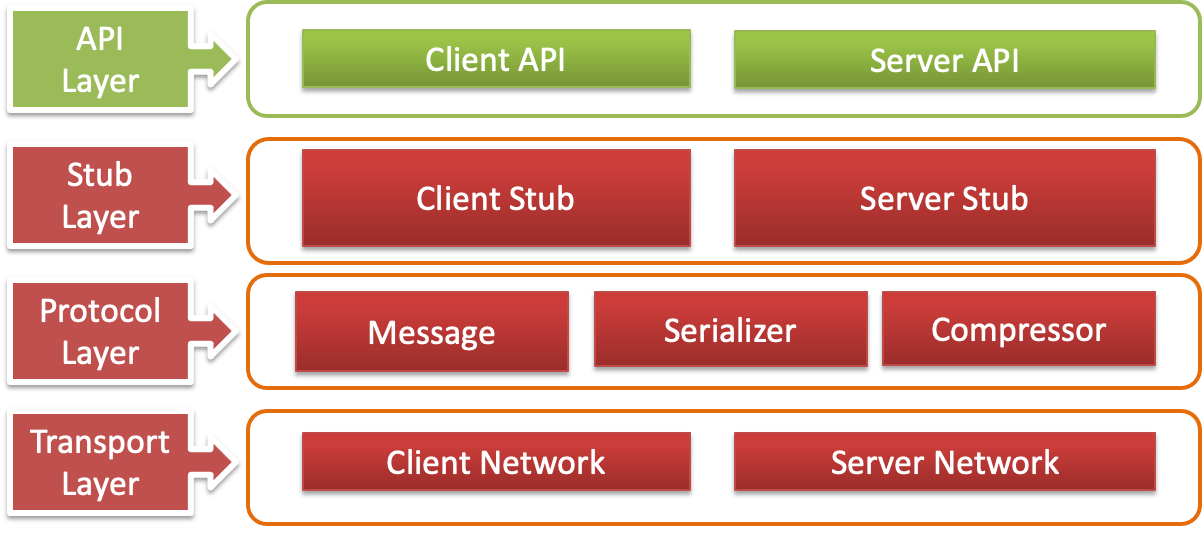 API
Layer
Client API
Server API
Stub
Layer
Client Stub
Server Stub
Protocol
Layer
Message
Serializer
Compressor
Transport
Layer
Client Network
Server Network